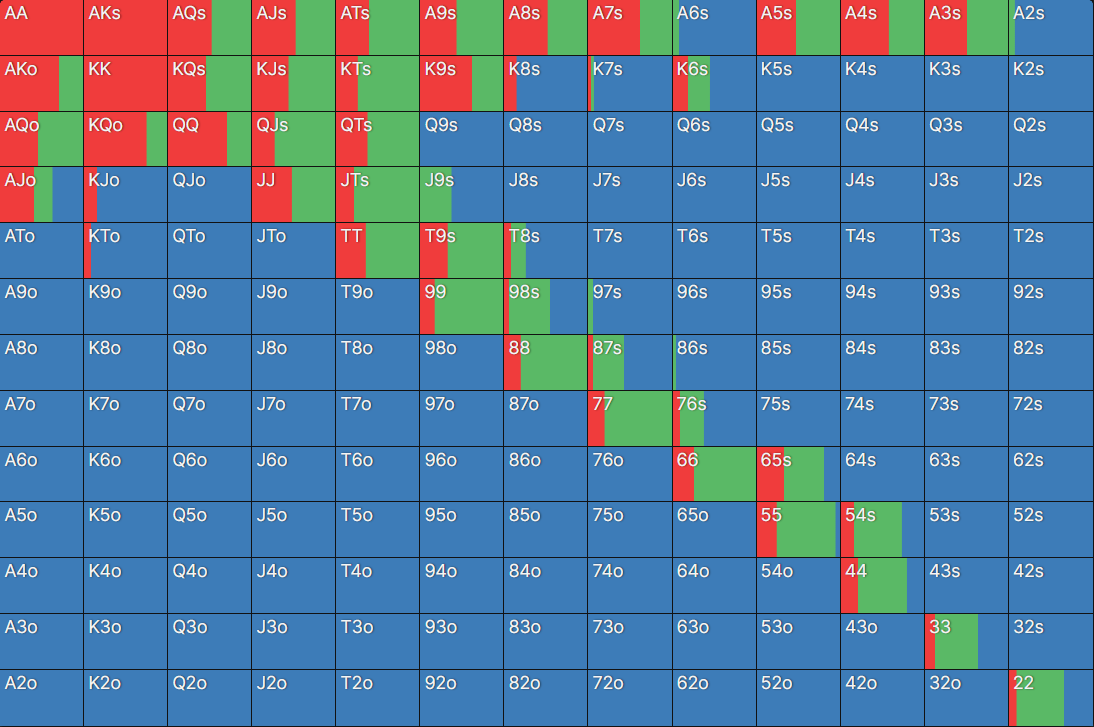 AA AKs AQs AJs ATs A9s A8s A7s A6s A5s A4s A3s A2s
AKo KK KQs KJs KTs K9s K8s K7s K6s K5s K4s K3s K2s
AQo KQo QQ QJs QTs Q9s Q8s Q7s Q6s Q5s Q4s Q3s Q2s
AJo KJo QJo JJ JTs J9s J8s J7s J6s J5s J4s J3s J2s
ATo KTo QTo JTo TT T9s T8s T7s T6s T5s T4s T3s T2s
A9o K9o Q9o J9o T9o 99 98s 97s 96s 95s 94s 93s 92s
A8o K8o Q8o J8o T8o 98o 88 87s 86s 85s 84s 83s 82s
A7o K7o Q7o J7o T7o 97o 87o 77 76s 75s 74s 73s 72s
A6o K6o Q6o J6o T6o 96o 86o 76o 66 65s 64s 63s 62s
A5o K5o Q5o J5o T5o 95o 85o 75o 65o 55 54s 53s 52s
A4o K4o Q4o J4o T4o 94o 84o 74o 64o 54o 44 43s 42s
A3o K3o Q3o J3o T3o 93o 83o 73o 63o 53o 43o 33 32s
A2o K2o Q2o J2o T2o 92o 82o 72o 62o 52o 42o 32o 22